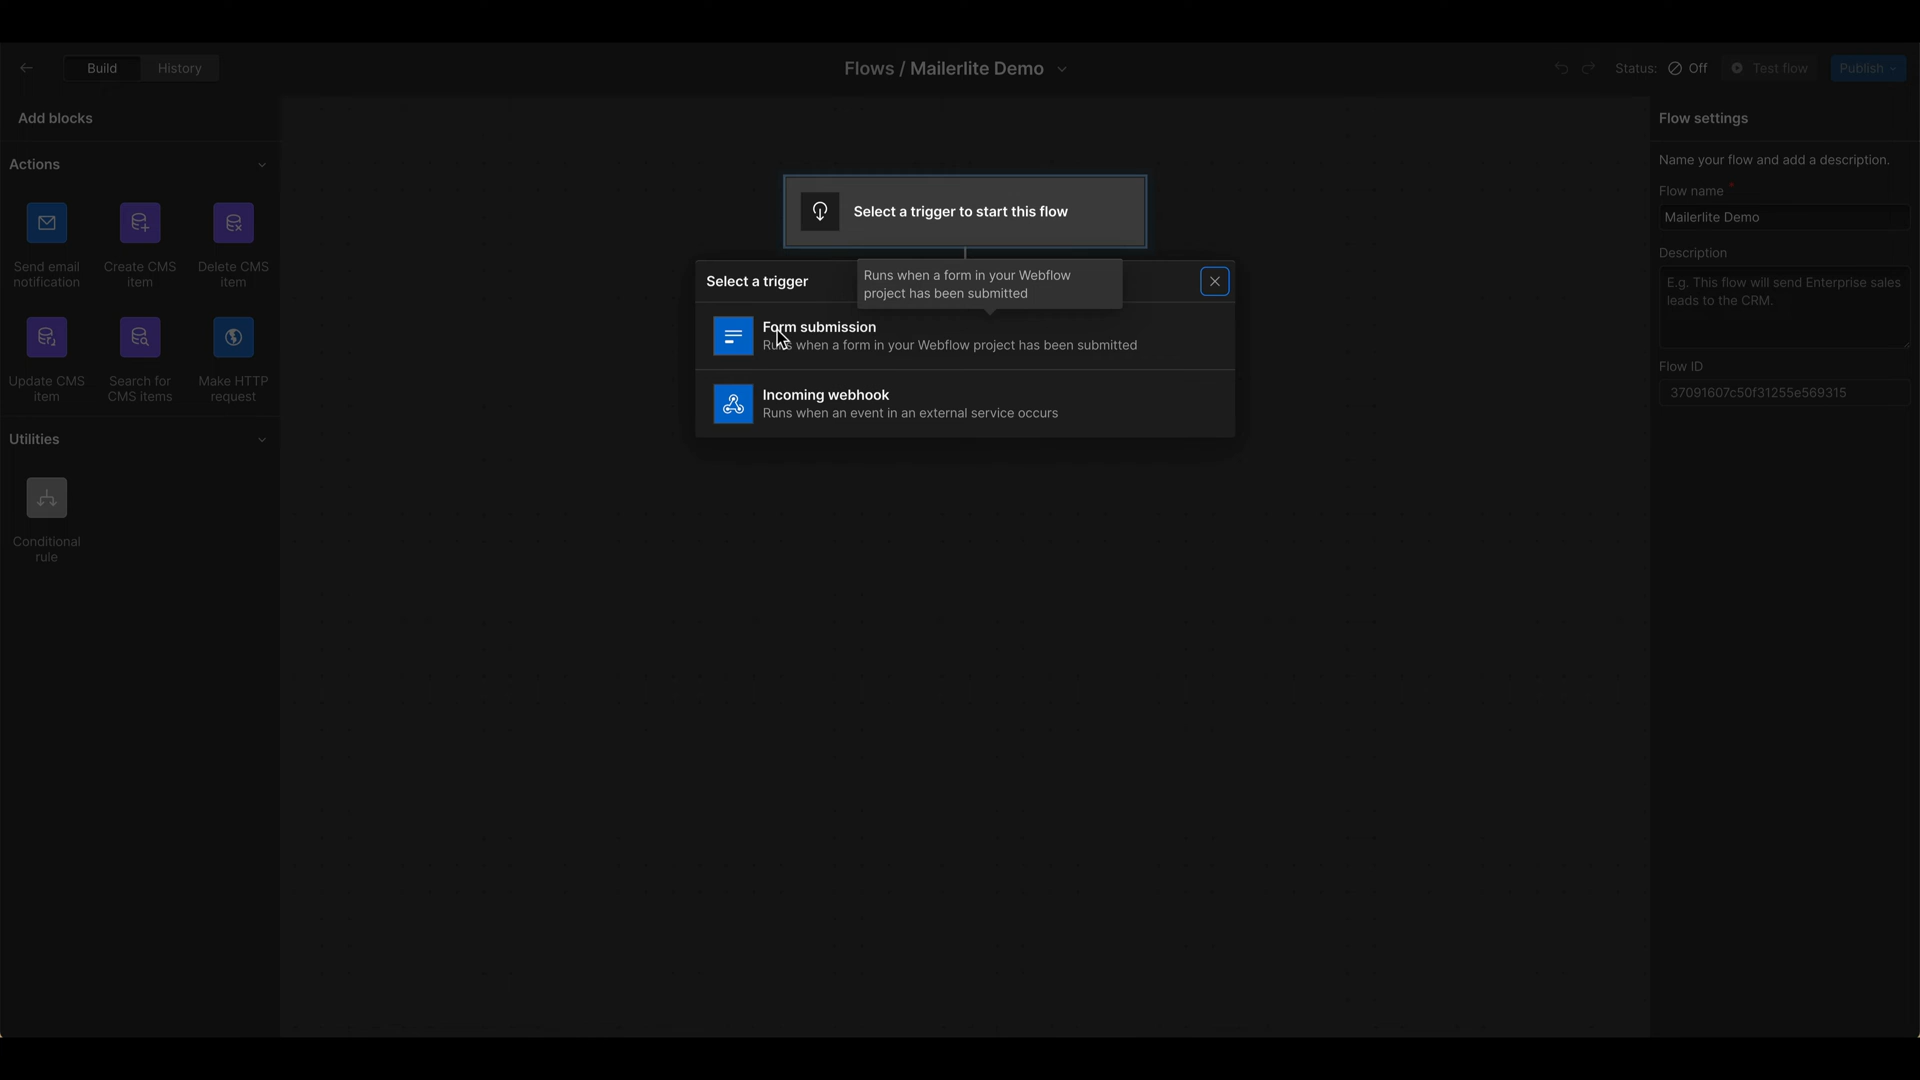 Build
History
Flows / Mailerlite Demo
Status:
Off
Test flow
Publish
Add blocks
Actions
Send email
notification
Create CMS
item
Delete CMS
item
Update CMS
item
Search for
CMS items
Make HTTP
request
Utilities
Conditional
rule
Select a trigger to start this flow
Select a trigger
Runs when a form in your Webflow
project has been submitted
Form submission
Runs when a form in your Webflow project has been submitted
Incoming webhook
Runs when an event in an external service occurs
Flow settings
Name your flow and add a description.
Flow name *
Mailerlite Demo
Description
E.g. This flow will send Enterprise sales
leads to the CRM.
Flow ID
37091607c50f31255e569315